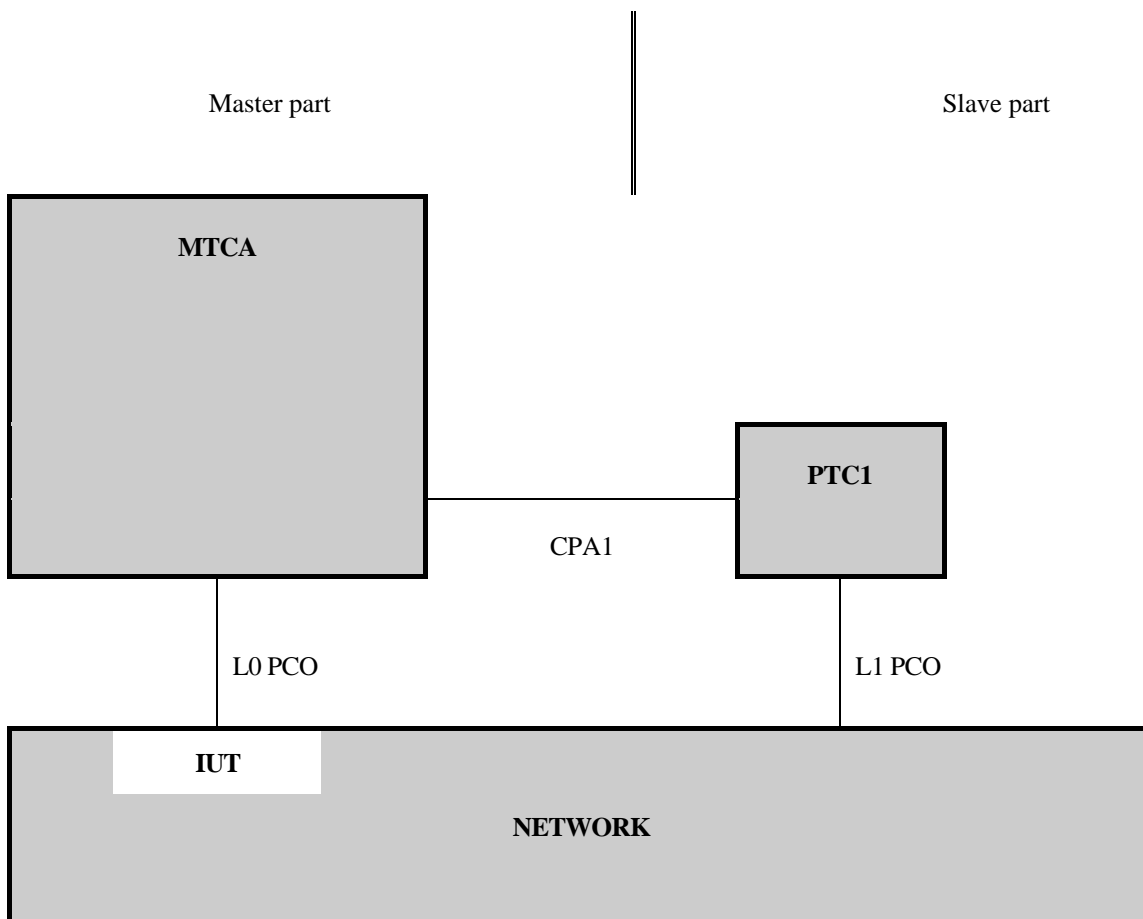 Master part
Slave part
MTCA
PTC1
CPA1
L0 PCO
L1 PCO
IUT
NETWORK